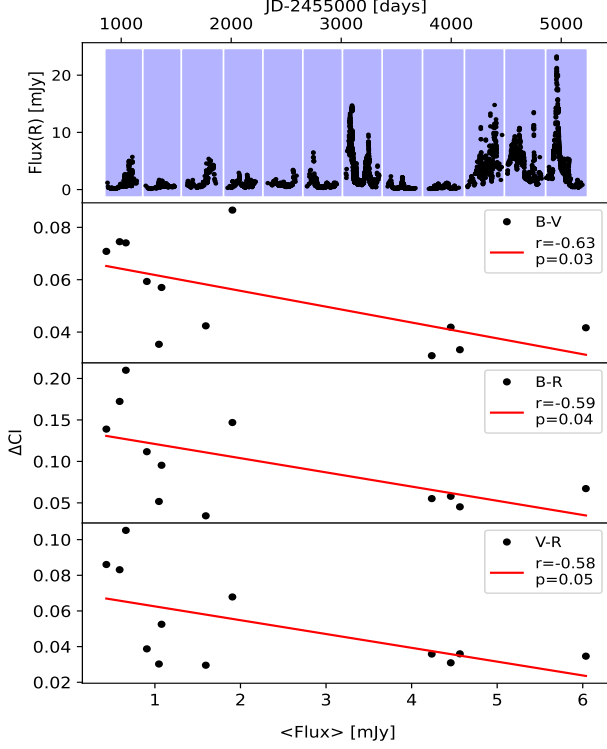 JD-2455000 [days]
1000 2000 3000 4000 5000
Flux(R) [mJy]
20
10
0
B-V
r=-0.63
p=0.03
0.08
0.06
0.04
B-R
r=-0.59
p=0.04
0.20
0.15
0.10
0.05
ΔCI
V-R
r=-0.58
p=0.05
0.10
0.08
0.06
0.04
0.02
1 2 3 4 5 6
<Flux> [mJy]